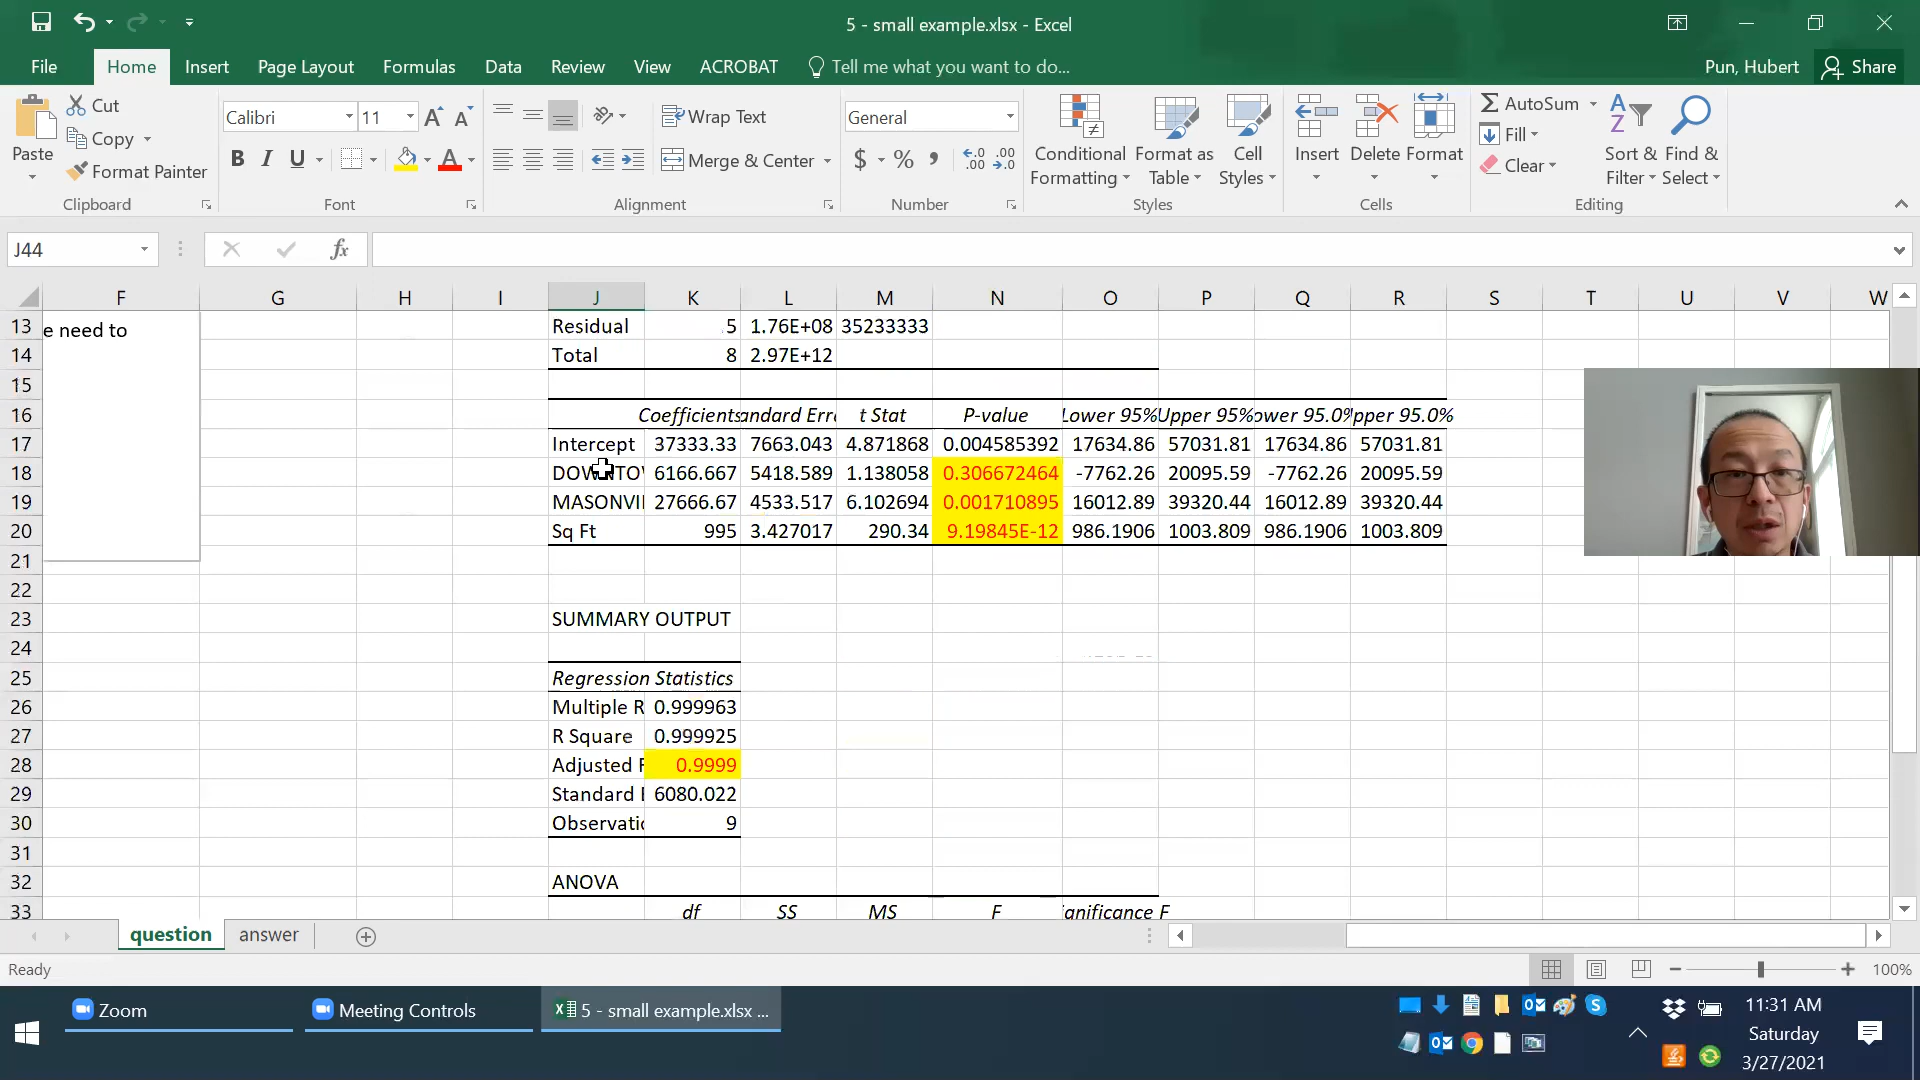 5 - small example.xlsx - Excel
File Home Insert Page Layout Formulas Data Review View ACROBAT Tell me what you want to do... Pun, Hubert Share
Paste
Cut
Copy
Format Painter
Clipboard
Calibri 11
B I U
Font
Wrap Text
Merge & Center
Alignment
General
$ % ,
Number
Conditional Formatting
Format as Table
Cell Styles
Styles
Insert Delete Format
Cells
AutoSum
Fill
Clear
Sort & Filter
Find & Select
Editing
J44 fx
F G H I J K L M N O P Q R S T U V W
13 e need to Residual 5 1.76E+08 35233333
14 Total 8 2.97E+12
15
16 Coefficients andard Erro t Stat P-value Lower 95% Upper 95% ower 95.0% pper 95.0%
17 Intercept 37333.33 7663.043 4.871868 0.004585392 17634.86 57031.81 17634.86 57031.81
18 DOWNTOW 6166.667 5418.589 1.138058 0.306672464 -7762.26 20095.59 -7762.26 20095.59
19 MASONVIL 27666.67 4533.517 6.102694 0.001710895 16012.89 39320.44 16012.89 39320.44
20 Sq Ft 995 3.427017 290.34 9.19845E-12 986.1906 1003.809 986.1906 1003.809
21
22
23 SUMMARY OUTPUT
24
25 Regression Statistics
26 Multiple R 0.999963
27 R Square 0.999925
28 Adjusted R 0.9999
29 Standard E 6080.022
30 Observatio 9
31
32 ANOVA
33 df SS MS F ignificance F
question answer
Ready 100%
Zoom Meeting Controls 5 - small example.xlsx ...
11:31 AM
Saturday
3/27/2021